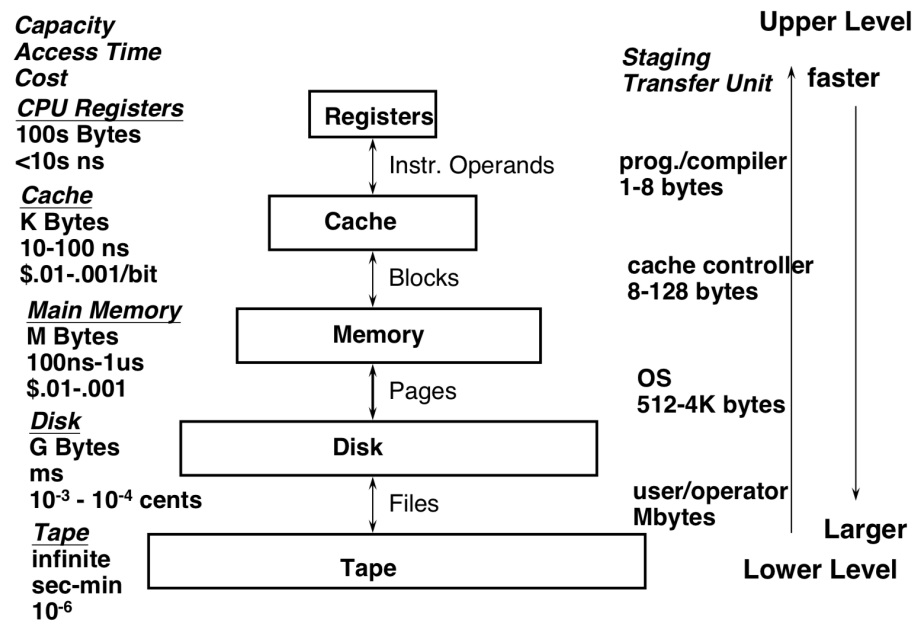 Capacity
Access Time
Cost
CPU Registers
100s Bytes
<10s ns
Cache
K Bytes
10-100 ns
$.01-.001/bit
Main Memory
M Bytes
100ns-1us
$.01-.001
Disk
G Bytes
ms
10-3 - 10-4 cents
Tape
infinite
sec-min
10-6
Registers
Instr. Operands
Cache
Blocks
Memory
Pages
Disk
Files
Tape
Staging
Transfer Unit
prog./compiler
1-8 bytes
cache controller
8-128 bytes
OS
512-4K bytes
user/operator
Mbytes
Upper Level
faster
Larger
Lower Level